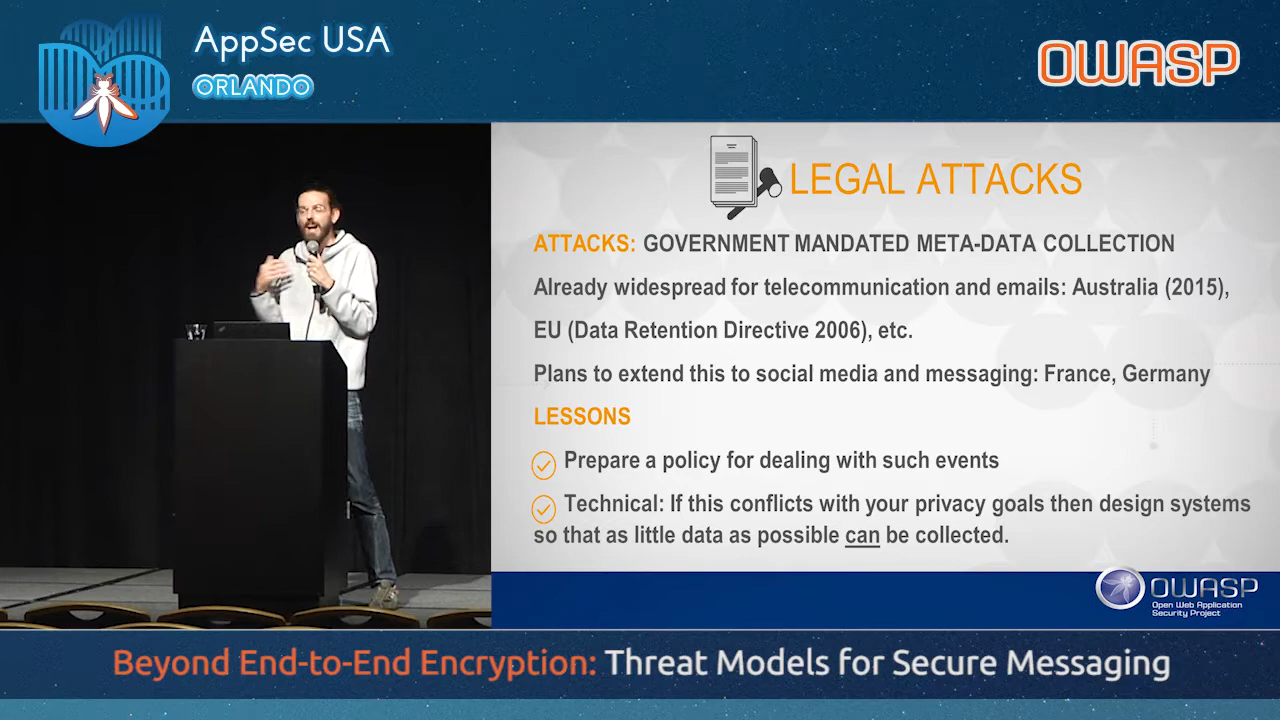 AppSec USA
ORLANDO
OWASP
LEGAL ATTACKS
ATTACKS: GOVERNMENT MANDATED META-DATA COLLECTION
Already widespread for telecommunication and emails: Australia (2015),
EU (Data Retention Directive 2006), etc.
Plans to extend this to social media and messaging: France, Germany
LESSONS
Prepare a policy for dealing with such events
Technical: If this conflicts with your privacy goals then design systems
so that as little data as possible can be collected.
OWASP
Open Web Application
Security Project
Beyond End-to-End Encryption: Threat Models for Secure Messaging